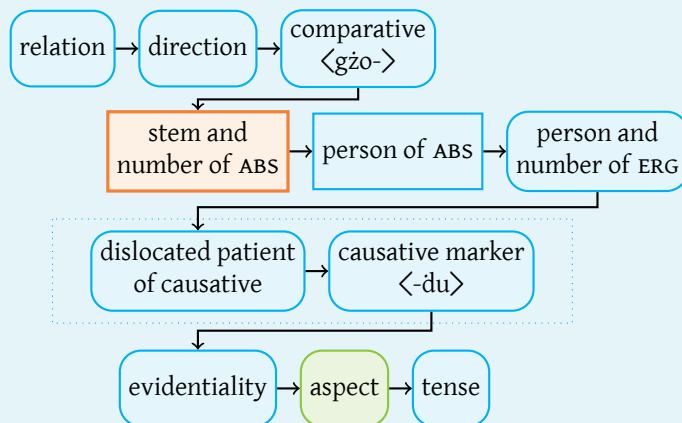 relation
direction
comparative
⟨gżo-⟩
stem and
number of ABS
person of ABS
person and
number of ERG
dislocated patient
of causative
causative marker
⟨-du⟩
evidentiality
aspect
tense